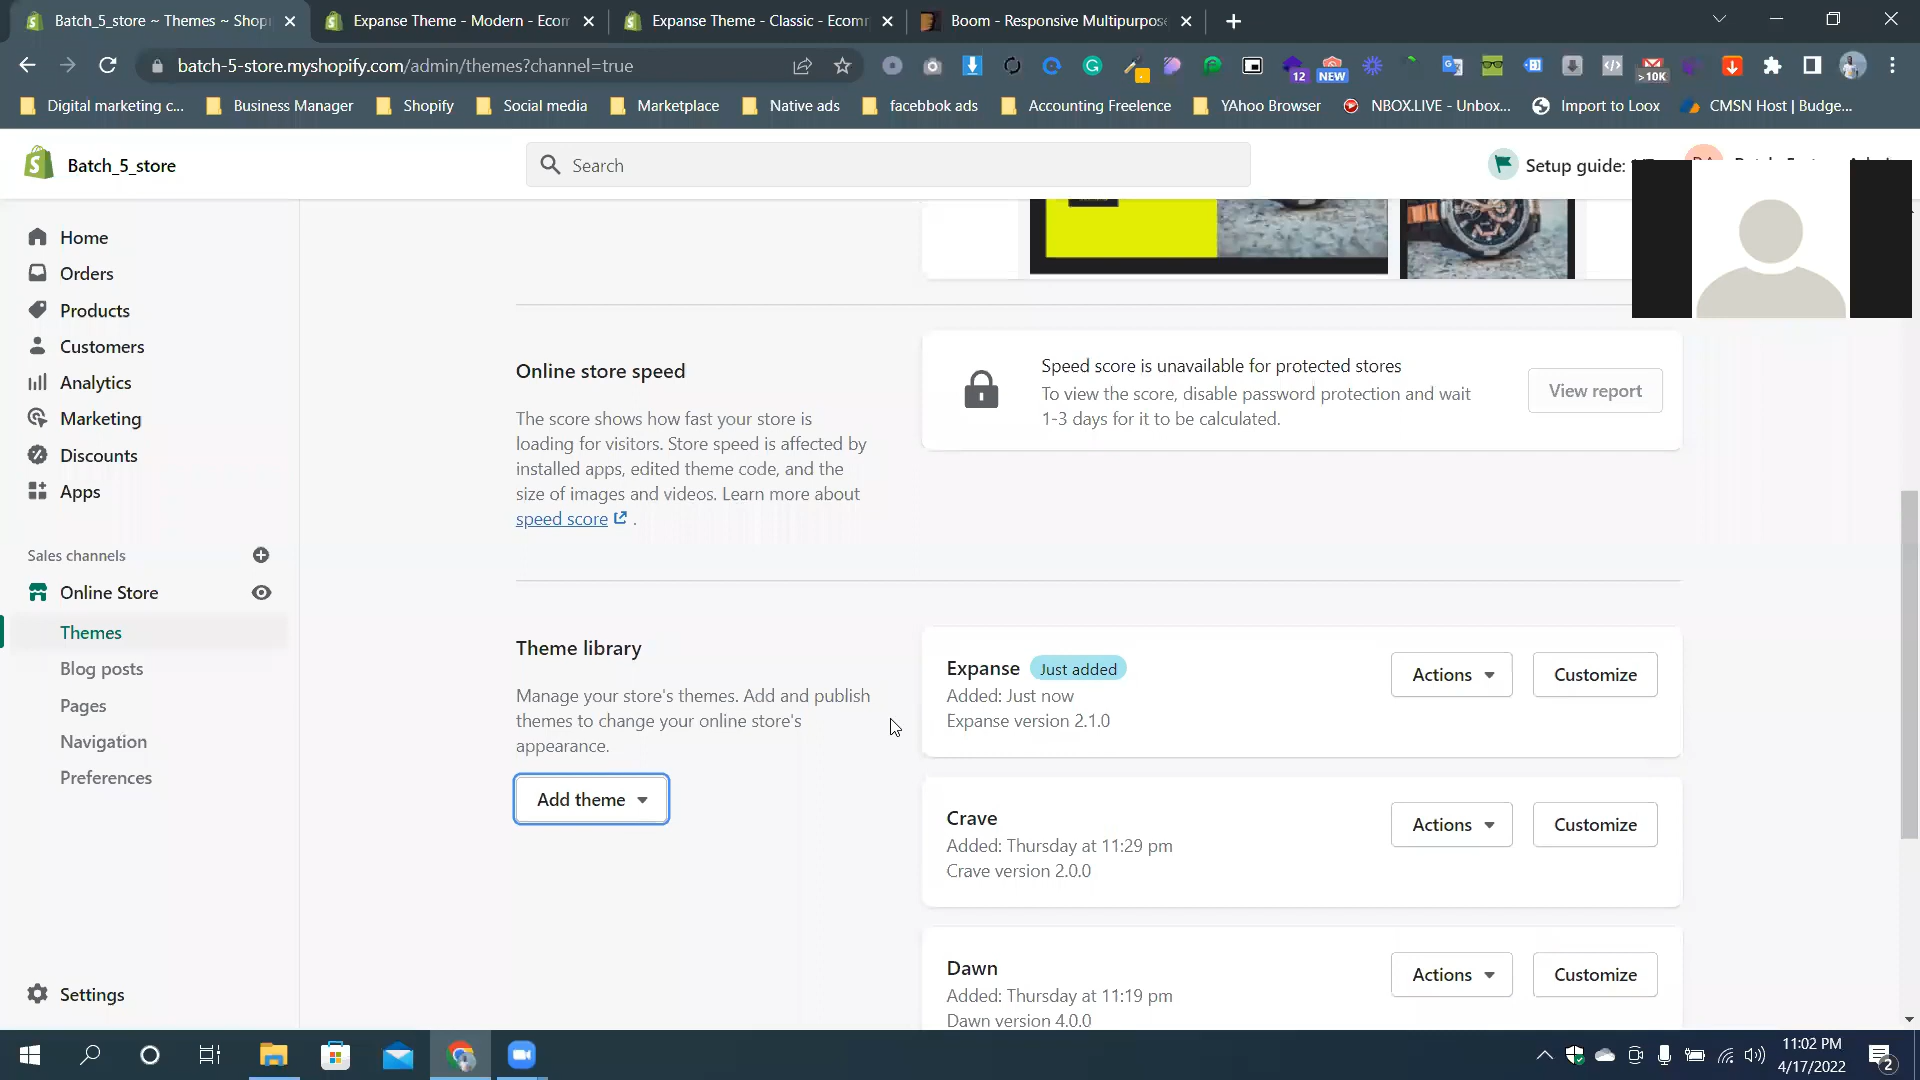 Batch_5_store ~ Themes ~ Shop
Expanse Theme - Modern - Ecom
Expanse Theme - Classic - Ecomm
Boom - Responsive Multipurpose
batch-5-store.myshopify.com/admin/themes?channel=true
12
NEW
>10K
Digital marketing c...
Business Manager
Shopify
Social media
Marketplace
Native ads
facebbok ads
Accounting Freelence
YAhoo Browser
NBOX.LIVE - Unbox...
Import to Loox
CMSN Host | Budge...
Batch_5_store
Search
Setup guide:
Home
Orders
Products
Customers
Analytics
Marketing
Discounts
Apps
Sales channels
Online Store
Themes
Blog posts
Pages
Navigation
Preferences
Settings
Online store speed
The score shows how fast your store is
loading for visitors. Store speed is affected by
installed apps, edited theme code, and the
size of images and videos. Learn more about
speed score .
Speed score is unavailable for protected stores
To view the score, disable password protection and wait
1-3 days for it to be calculated.
View report
Theme library
Manage your store's themes. Add and publish
themes to change your online store's
appearance.
Add theme
Expanse Just added
Added: Just now
Expanse version 2.1.0
Actions
Customize
Crave
Added: Thursday at 11:29 pm
Crave version 2.0.0
Actions
Customize
Dawn
Added: Thursday at 11:19 pm
Dawn version 4.0.0
Actions
Customize
11:02 PM
4/17/2022
2